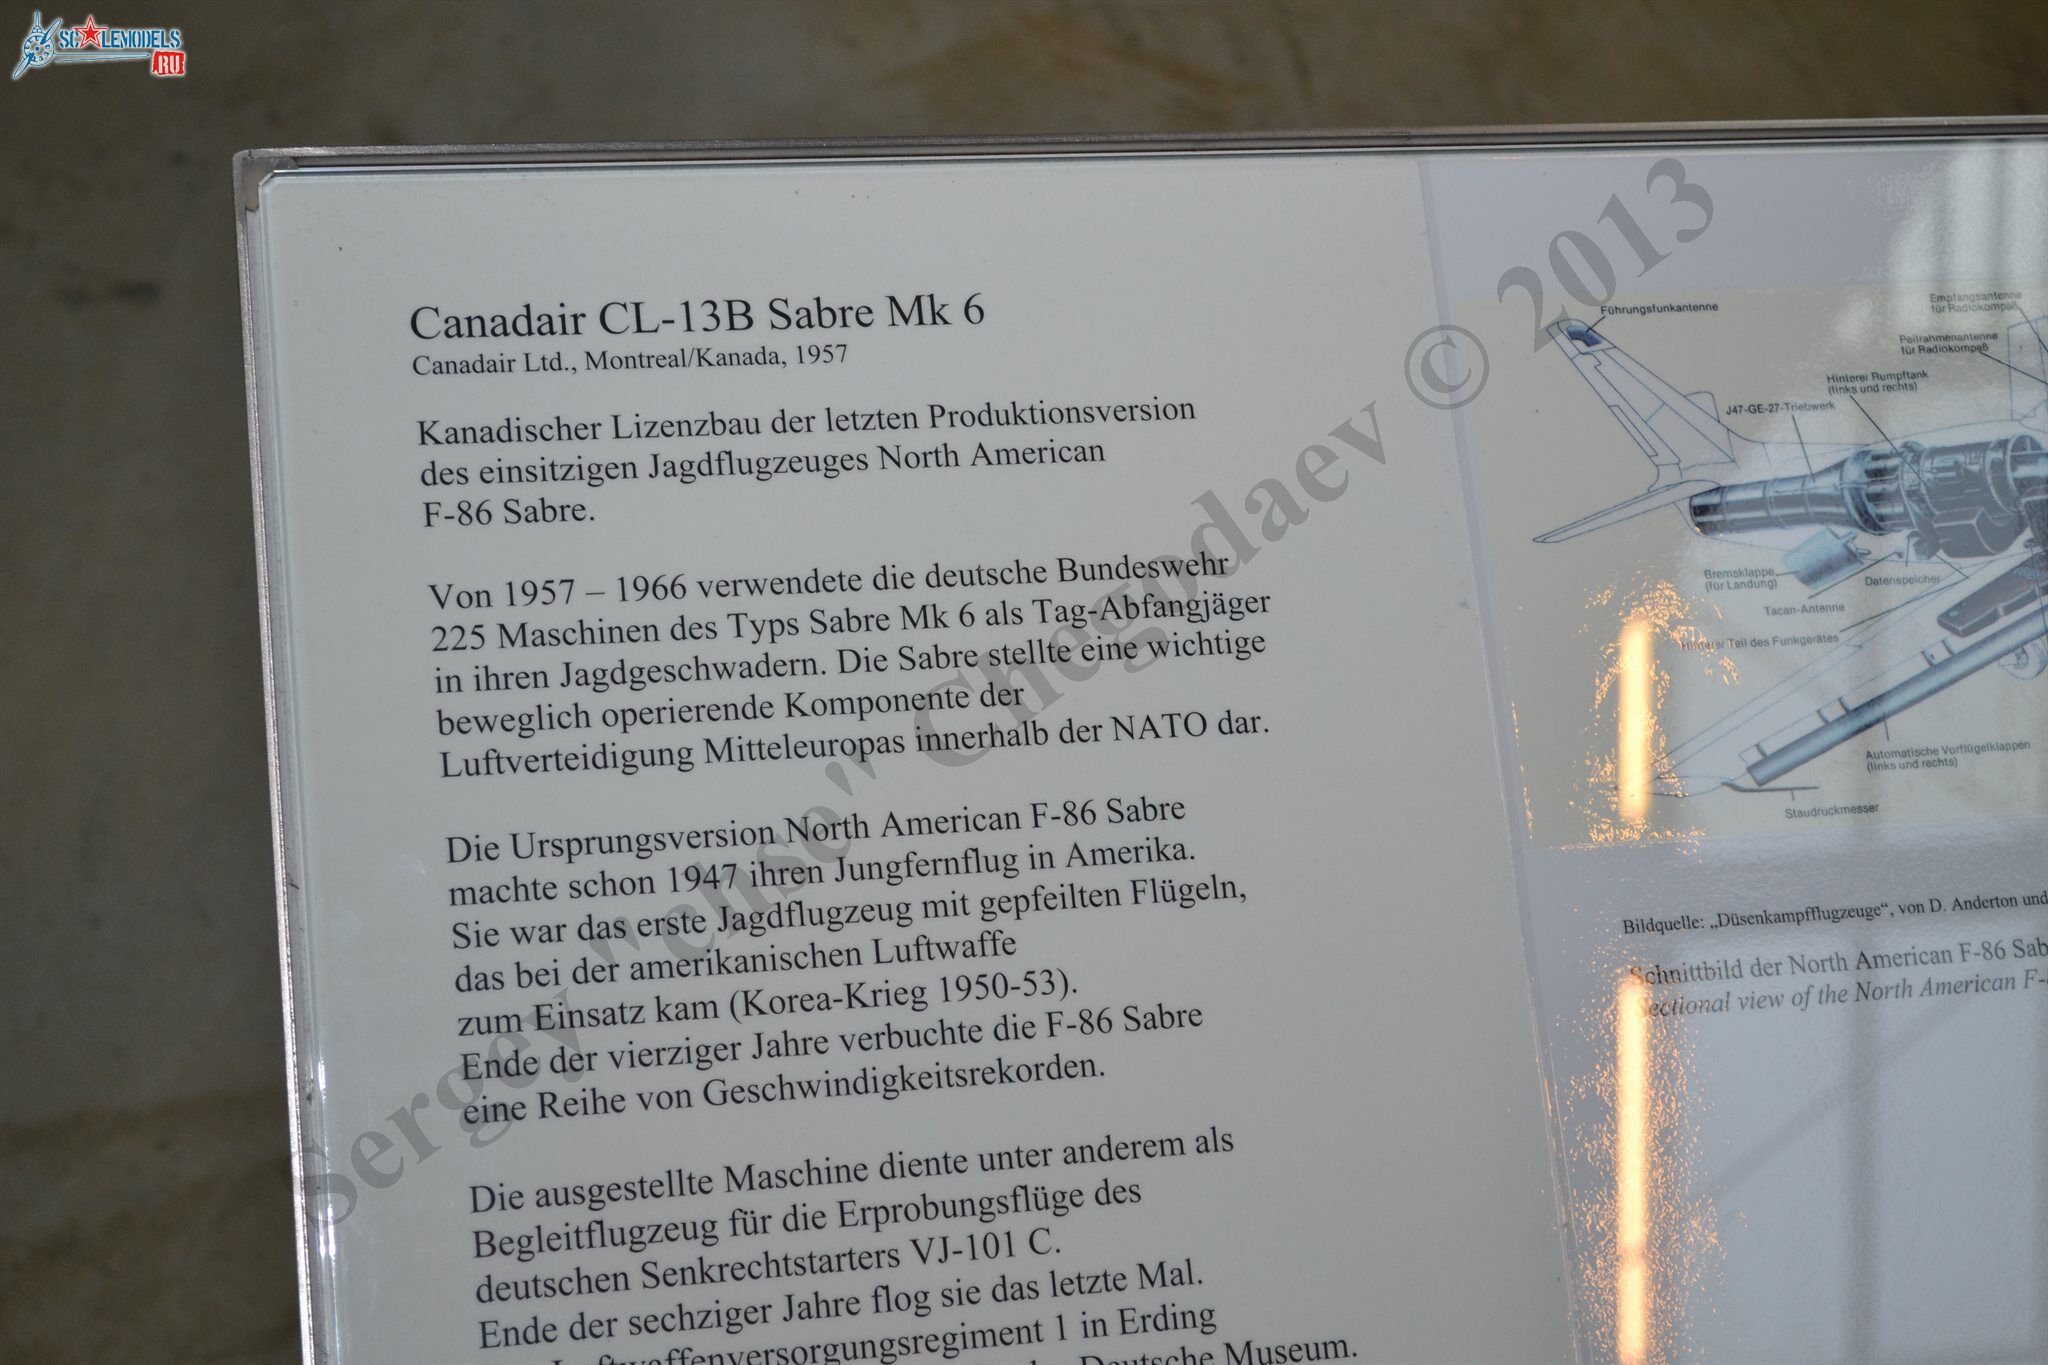 SCALEMODELS
.RU
Canadair CL-13B Sabre Mk 6
Canadair Ltd., Montreal/Kanada, 1957
Kanadischer Lizenzbau der letzten Produktionsversion
des einsitzigen Jagdflugzeuges North American
F-86 Sabre.
Von 1957 – 1966 verwendete die deutsche Bundeswehr
225 Maschinen des Typs Sabre Mk 6 als Tag-Abfangjäger
in ihren Jagdgeschwadern. Die Sabre stellte eine wichtige
beweglich operierende Komponente der
Luftverteidigung Mitteleuropas innerhalb der NATO dar.
Die Ursprungsversion North American F-86 Sabre
machte schon 1947 ihren Jungfernflug in Amerika.
Sie war das erste Jagdflugzeug mit gepfeilten Flügeln,
das bei der amerikanischen Luftwaffe
zum Einsatz kam (Korea-Krieg 1950-53).
Ende der vierziger Jahre verbuchte die F-86 Sabre
eine Reihe von Geschwindigkeitsrekorden.
Die ausgestellte Maschine diente unter anderem als
Begleitflugzeug für die Erprobungsflüge des
deutschen Senkrechtstarters VJ-101 C.
Ende der sechziger Jahre flog sie das letzte Mal.
Luftwaffenversorgungsregiment 1 in Erding
Deutsche Museum.
Führungsfunkantenne
Empfangsantenne
für Radiokompaß
Peilrahmenantenne
für Radiokompaß
Hinterer Rumpftank
(links und rechts)
J47-GE-27-Triebwerk
Bremsklappe
(für Landung)
Datenspeicher
Tacan-Antenne
Teil des Funkgerätes
Automatische Vorflügelklappen
(links und rechts)
Staudruckmesser
Bildquelle: „Düsenkampfflugzeuge“, von D. Anderton und
Schnittbild der North American F-86 Sab
Sectional view of the North American F-
Sergey "chse" Chegodaev © 2013